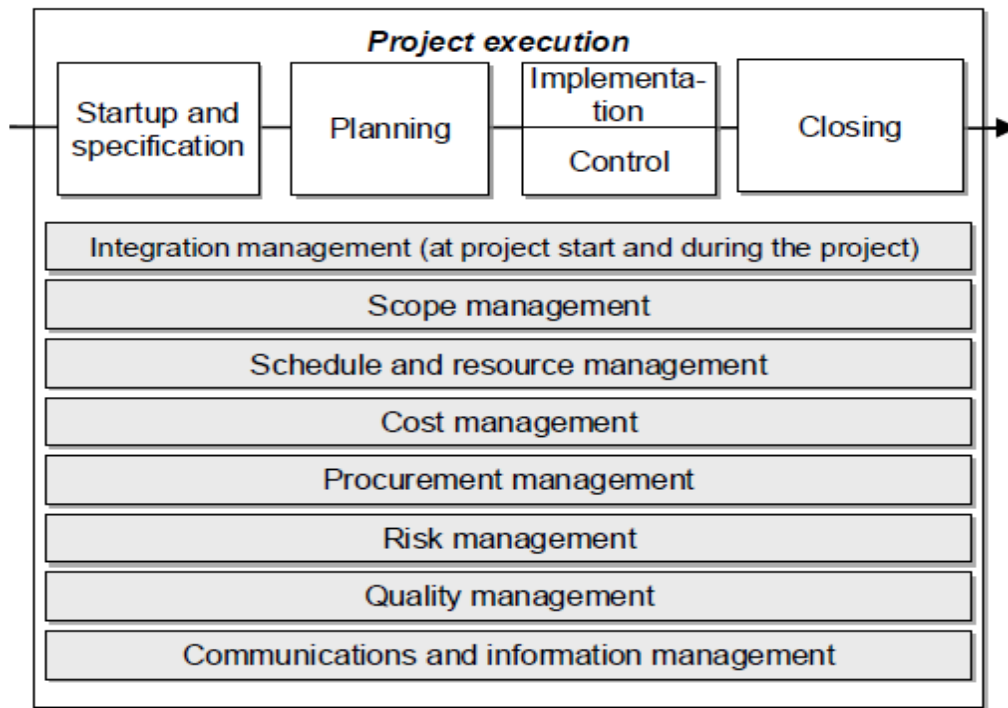 Project execution
Startup and
specification
Planning
Implementa-
tion
Control
Closing
Integration management (at project start and during the project)
Scope management
Schedule and resource management
Cost management
Procurement management
Risk management
Quality management
Communications and information management